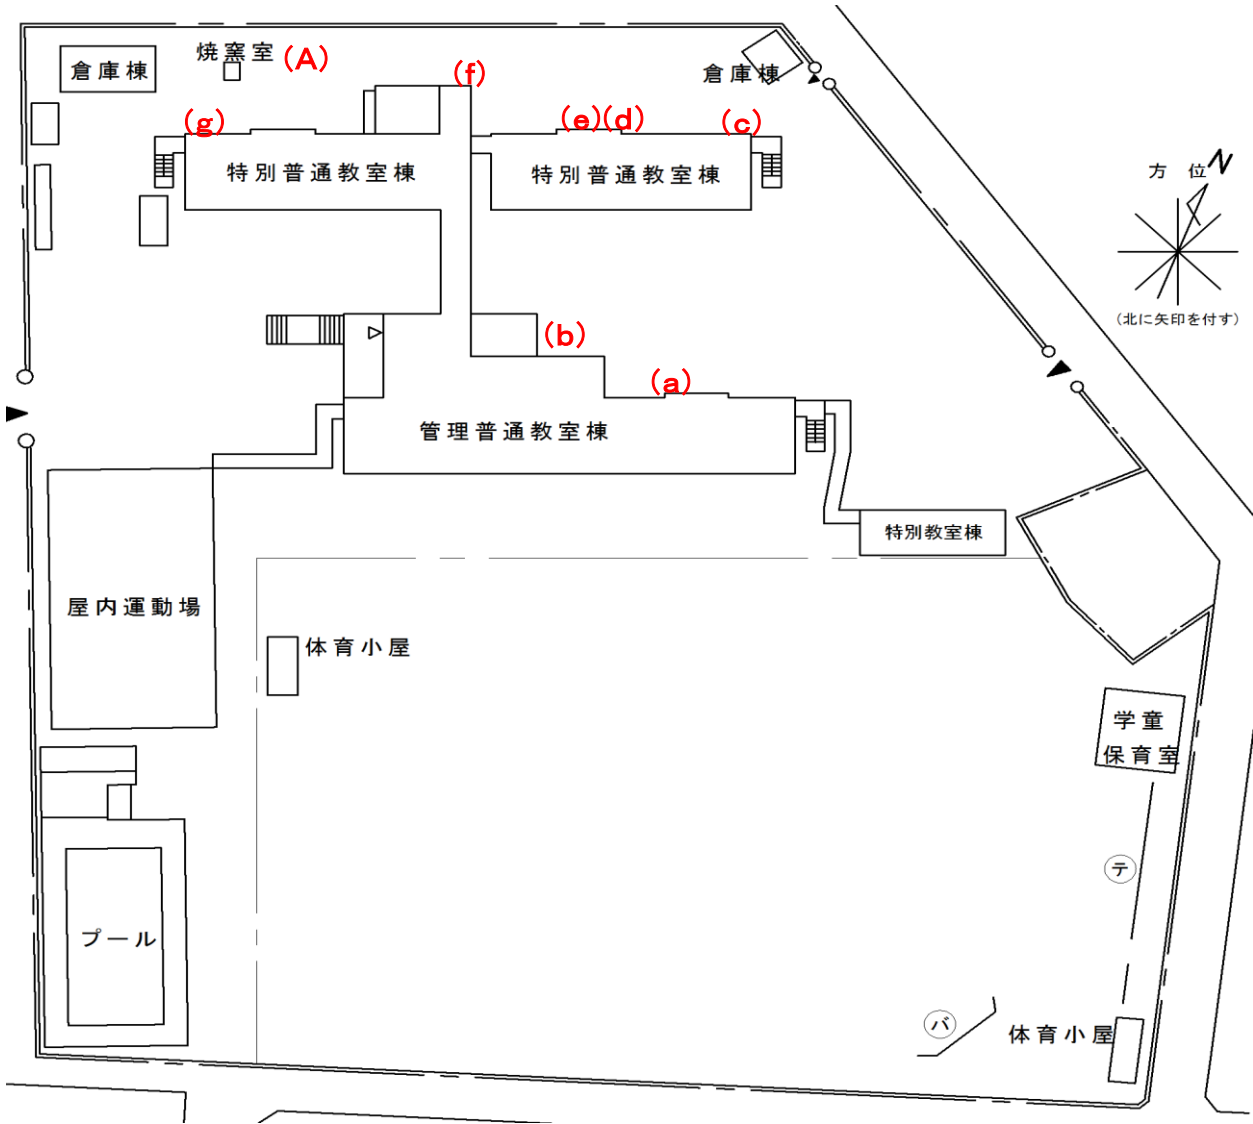 焼窯室 (A)
倉庫棟
(f)
倉庫棟
(g)
(e)(d)
(c)
特別普通教室棟
特別普通教室棟
方位 N
(北に矢印を付す)
(b)
(a)
管理普通教室棟
特別教室棟
屋内運動場
体育小屋
学童
保育室
テ
プール
バ
体育小屋